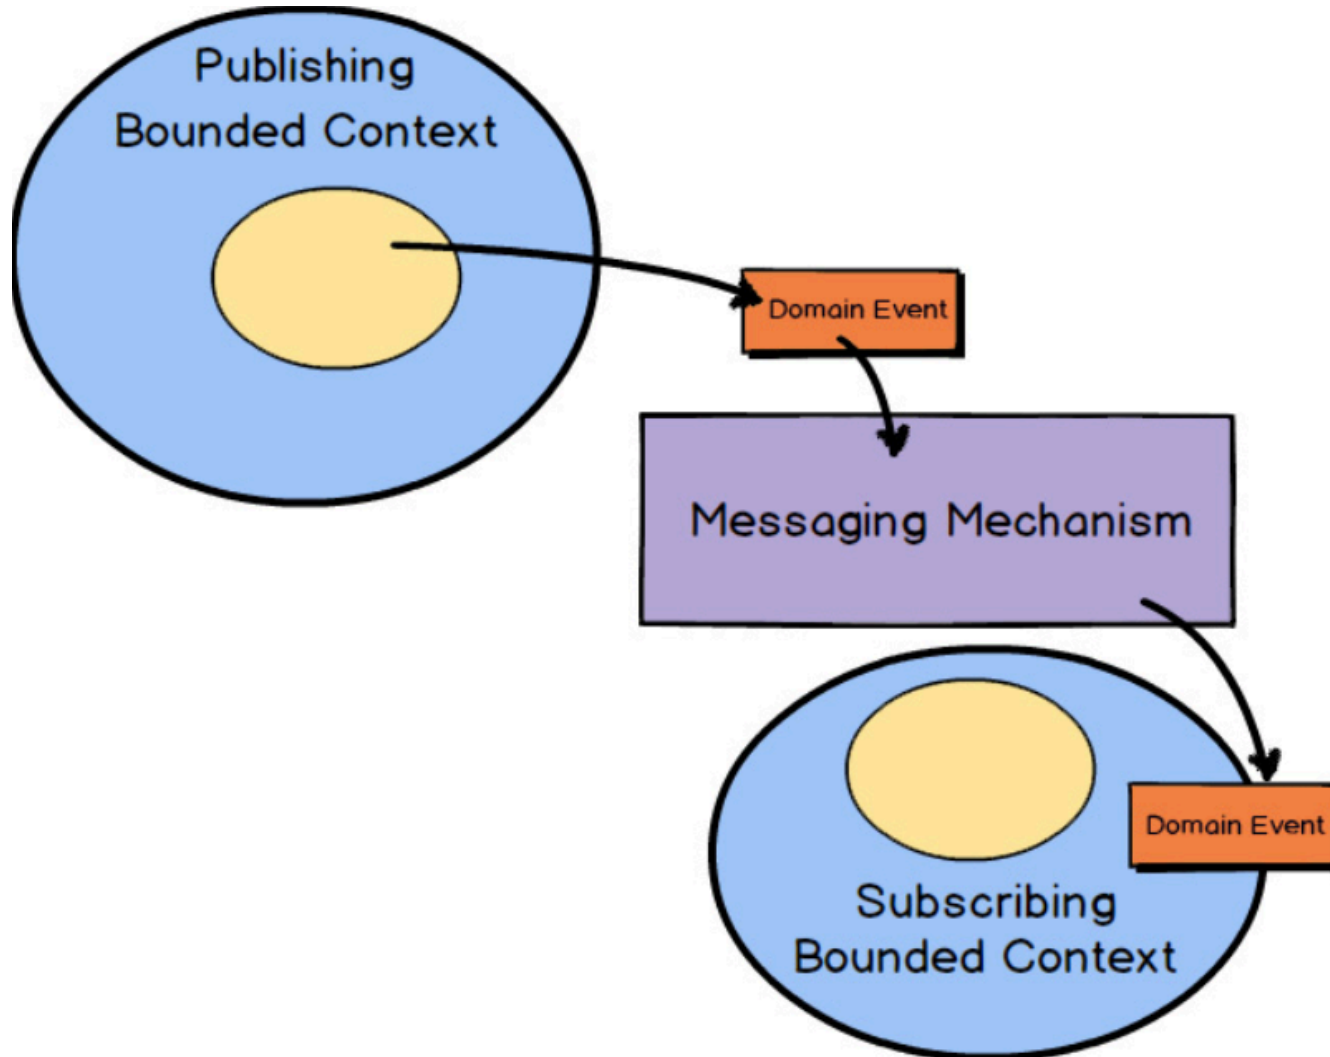 Publishing
Bounded Context
Domain Event
Messaging Mechanism
Domain Event
Subscribing
Bounded Context